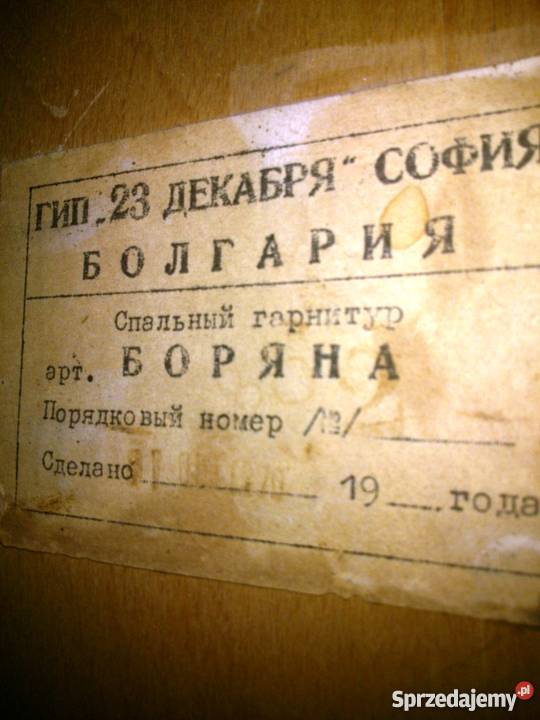 ГИП „23 ДЕКАБРЯ“ СОФИЯ
БОЛГАРИЯ
Спальный гарнитур
арт. БОРЯНА
Порядковый номер /№/
Сделано 19 года
Sprzedajemy.pl